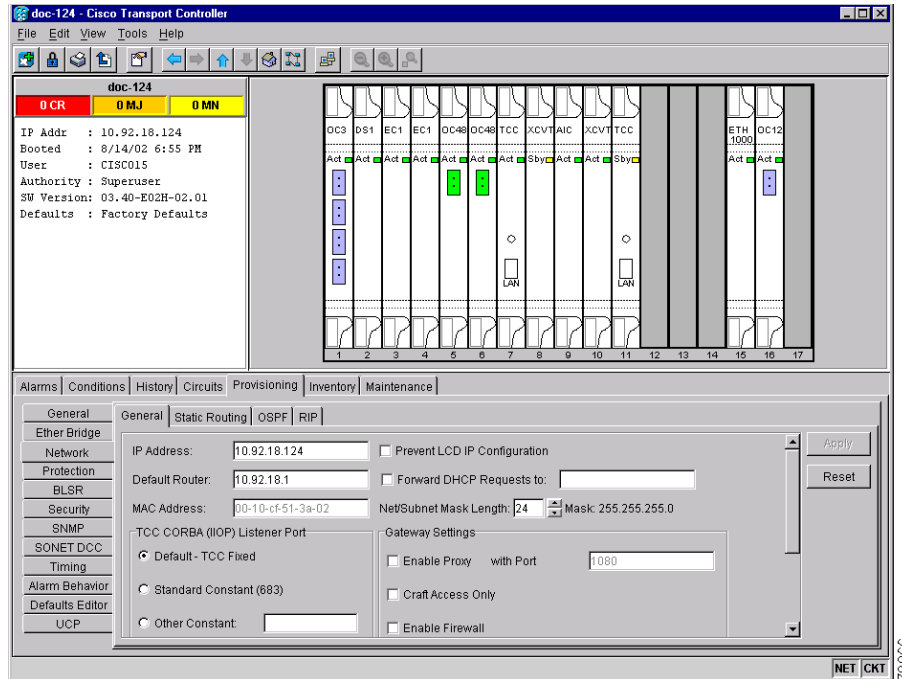 doc-124 - Cisco Transport Controller
File Edit View Tools Help
doc-124
0 CR 0 MJ 0 MN
IP Addr : 10.92.18.124
Booted : 8/14/02 6:55 PM
User : CISCO15
Authority : Superuser
SW Version: 03.40-E02H-02.01
Defaults : Factory Defaults
OC3 DS1 EC1 EC1 OC48 OC48 TCC XCVT AIC XCVT TCC ETH 1000 OC12
Act Act Act Act Act Act Act Sby Act Act Sby Act Act
LAN LAN
1 2 3 4 5 6 7 8 9 10 11 12 13 14 15 16 17
Alarms Conditions History Circuits Provisioning Inventory Maintenance
General
Ether Bridge
Network
Protection
BLSR
Security
SNMP
SONET DCC
Timing
Alarm Behavior
Defaults Editor
UCP
General Static Routing OSPF RIP
IP Address: 10.92.18.124 Prevent LCD IP Configuration
Default Router: 10.92.18.1 Forward DHCP Requests to:
MAC Address: 00-10-cf-51-3a-02 Net/Subnet Mask Length: 24 Mask: 255.255.255.0
TCC CORBA (IIOP) Listener Port Gateway Settings
Default - TCC Fixed Enable Proxy with Port 1080
Standard Constant (683) Craft Access Only
Other Constant: Enable Firewall
Apply
Reset
NET CKT